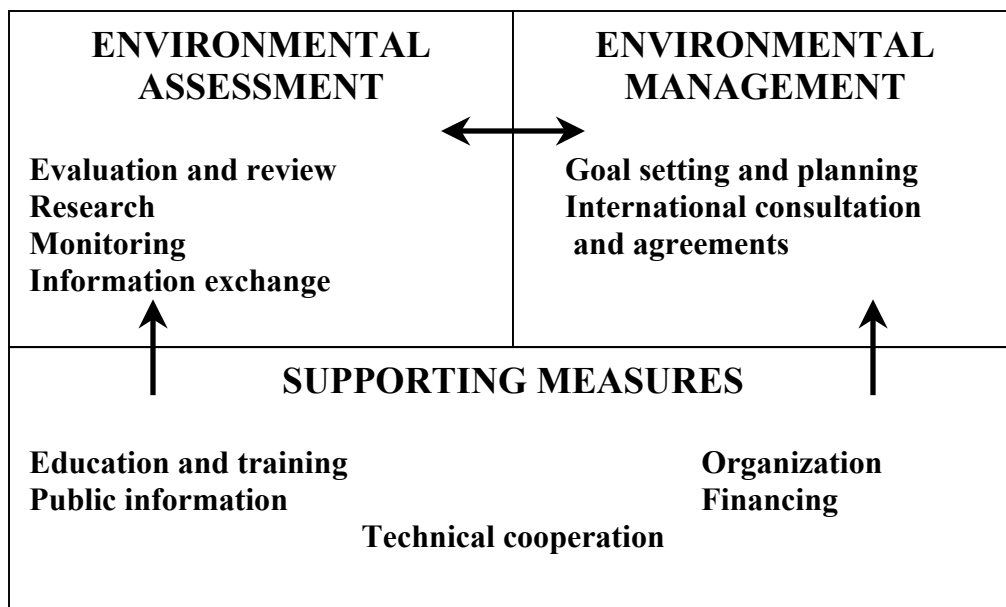 ENVIRONMENTAL
ASSESSMENT
Evaluation and review
Research
Monitoring
Information exchange
ENVIRONMENTAL
MANAGEMENT
Goal setting and planning
International consultation
and agreements
SUPPORTING MEASURES
Education and training
Public information
Organization
Financing
Technical cooperation